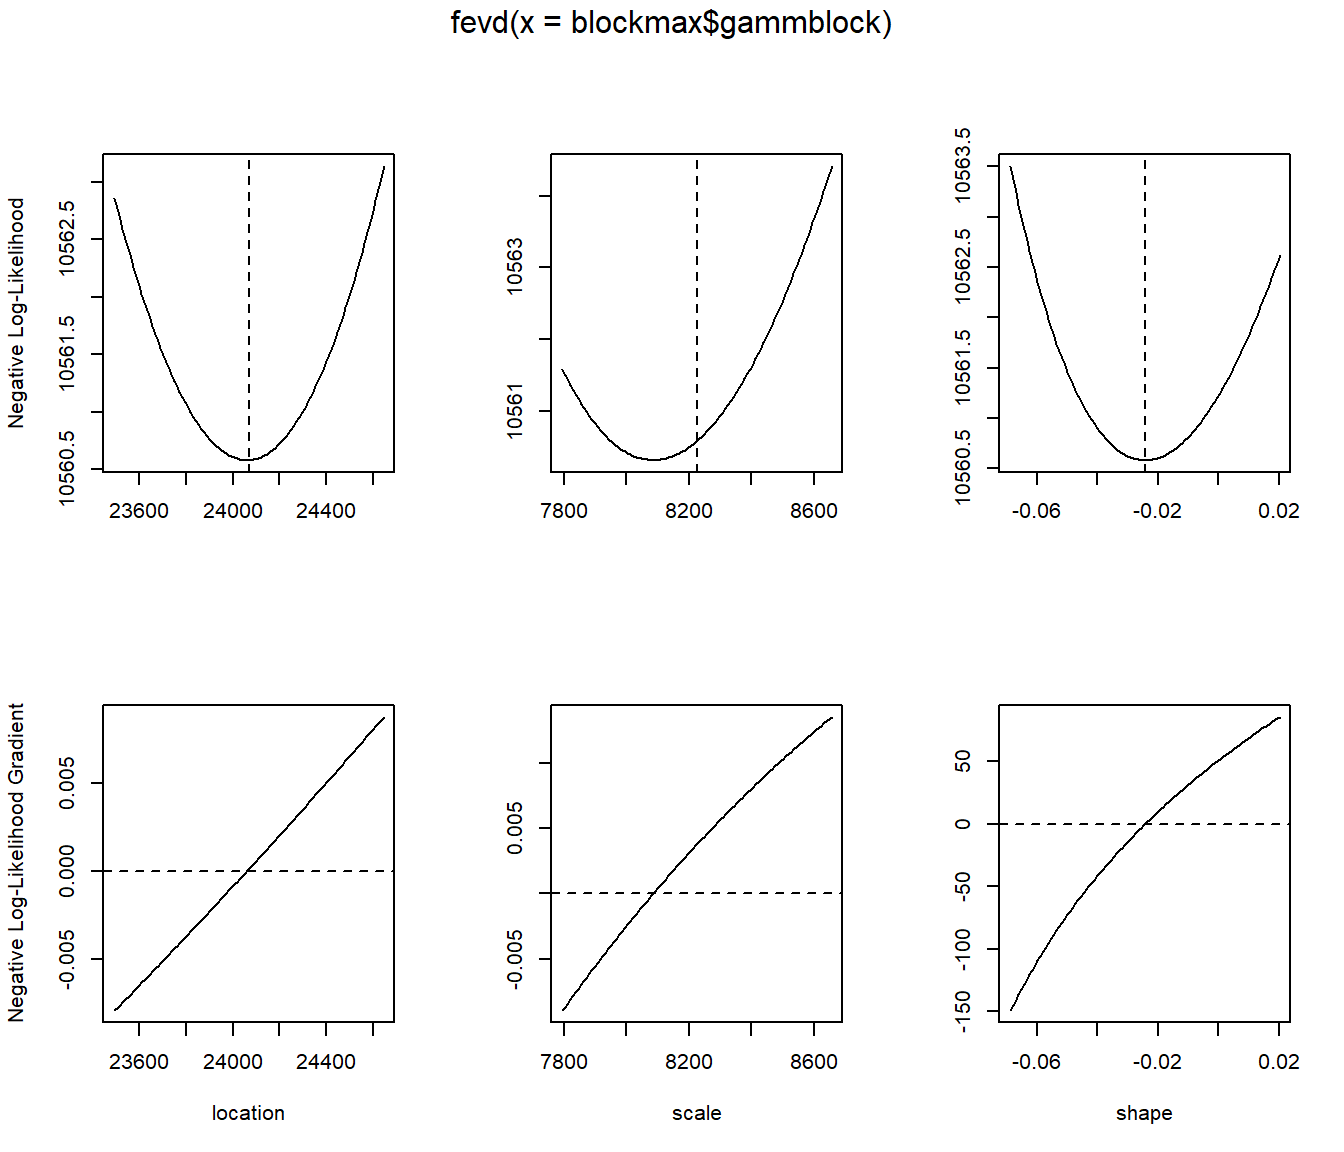 fevd(x = blockmax$gammblock)
Negative Log-Likelihood
10560.5 10561.5 10562.5
23600 24000 24400
10561 10563
7800 8200 8600
10560.5 10561.5 10562.5 10563.5
-0.06 -0.02 0.02
Negative Log-Likelihood Gradient
-0.005 0.000 0.005
23600 24000 24400
location
-0.005 0.005
7800 8200 8600
scale
-150 -100 -50 0 50
-0.06 -0.02 0.02
shape